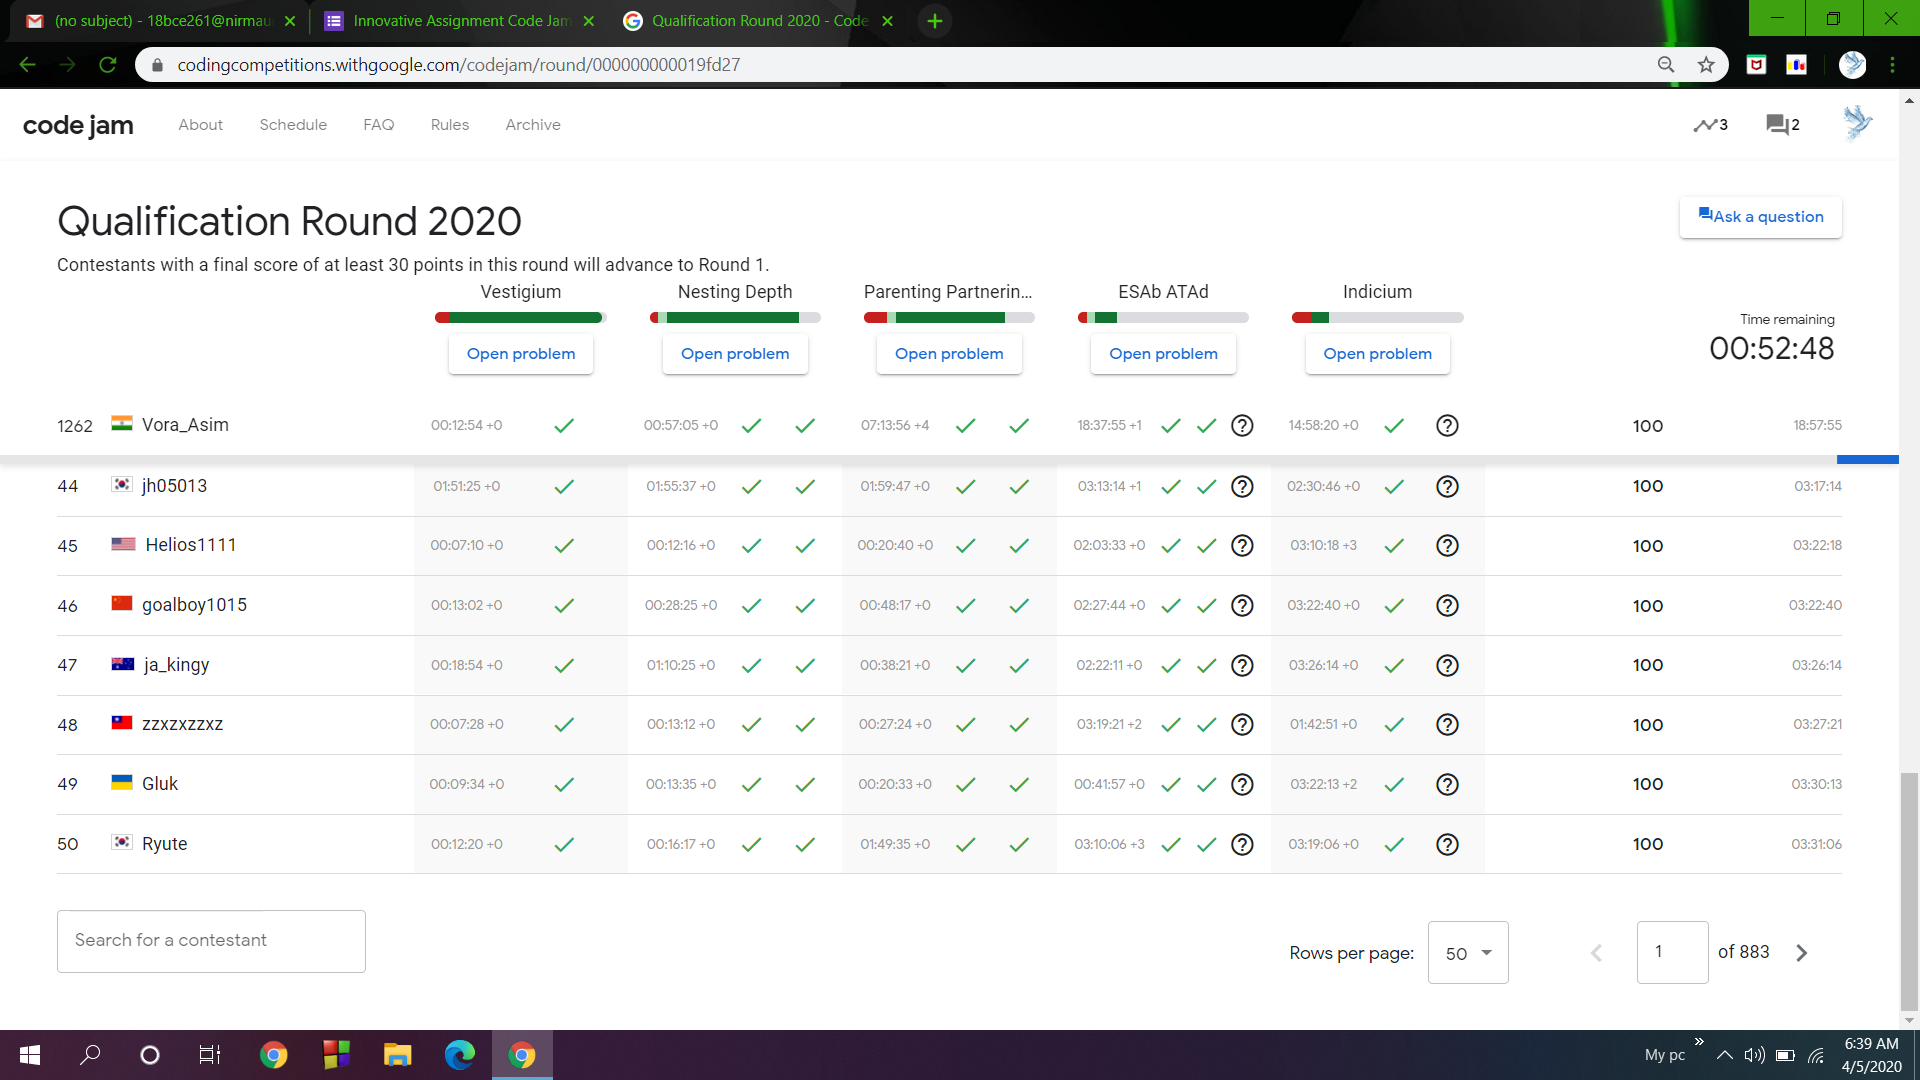 (no subject) - 18bce261@nirmau
Innovative Assignment Code Jam
Qualification Round 2020 - Code
codingcompetitions.withgoogle.com/codejam/round/000000000019fd27
code jam About Schedule FAQ Rules Archive 3 2
Qualification Round 2020
Ask a question
Contestants with a final score of at least 30 points in this round will advance to Round 1.
Vestigium Nesting Depth Parenting Partnerin... ESAb ATAd Indicium
Time remaining
00:52:48
Open problem Open problem Open problem Open problem Open problem
1262 Vora_Asim 00:12:54 +0 00:57:05 +0 07:13:56 +4 18:37:55 +1 14:58:20 +0 100 18:57:55
44 jh05013 01:51:25 +0 01:55:37 +0 01:59:47 +0 03:13:14 +1 02:30:46 +0 100 03:17:14
45 Helios1111 00:07:10 +0 00:12:16 +0 00:20:40 +0 02:03:33 +0 03:10:18 +3 100 03:22:18
46 goalboy1015 00:13:02 +0 00:28:25 +0 00:48:17 +0 02:27:44 +0 03:22:40 +0 100 03:22:40
47 ja_kingy 00:18:54 +0 01:10:25 +0 00:38:21 +0 02:22:11 +0 03:26:14 +0 100 03:26:14
48 zzxzxzzxz 00:07:28 +0 00:13:12 +0 00:27:24 +0 03:19:21 +2 01:42:51 +0 100 03:27:21
49 Gluk 00:09:34 +0 00:13:35 +0 00:20:33 +0 00:41:57 +0 03:22:13 +2 100 03:30:13
50 Ryute 00:12:20 +0 00:16:17 +0 01:49:35 +0 03:10:06 +3 03:19:06 +0 100 03:31:06
Search for a contestant
Rows per page: 50 1 of 883
My pc
6:39 AM
4/5/2020